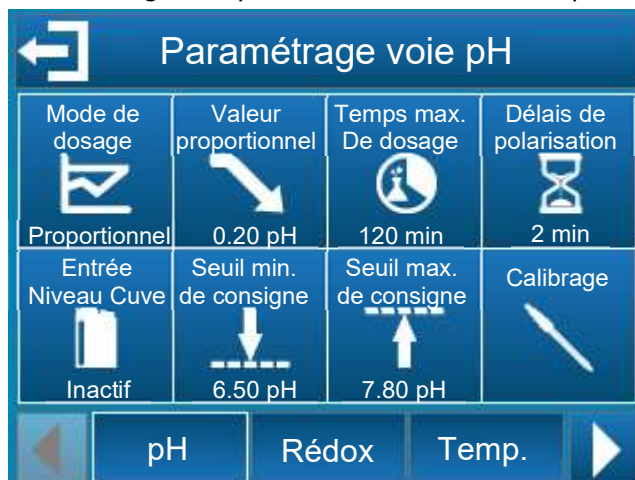 Paramétrage voie pH
Mode de
dosage
Proportionnel
Valeur
proportionnel
0.20 pH
Temps max.
De dosage
120 min
Délais de
polarisation
2 min
Entrée
Niveau Cuve
Inactif
Seuil min.
de consigne
6.50 pH
Seuil max.
de consigne
7.80 pH
Calibrage
pH
Rédox
Temp.